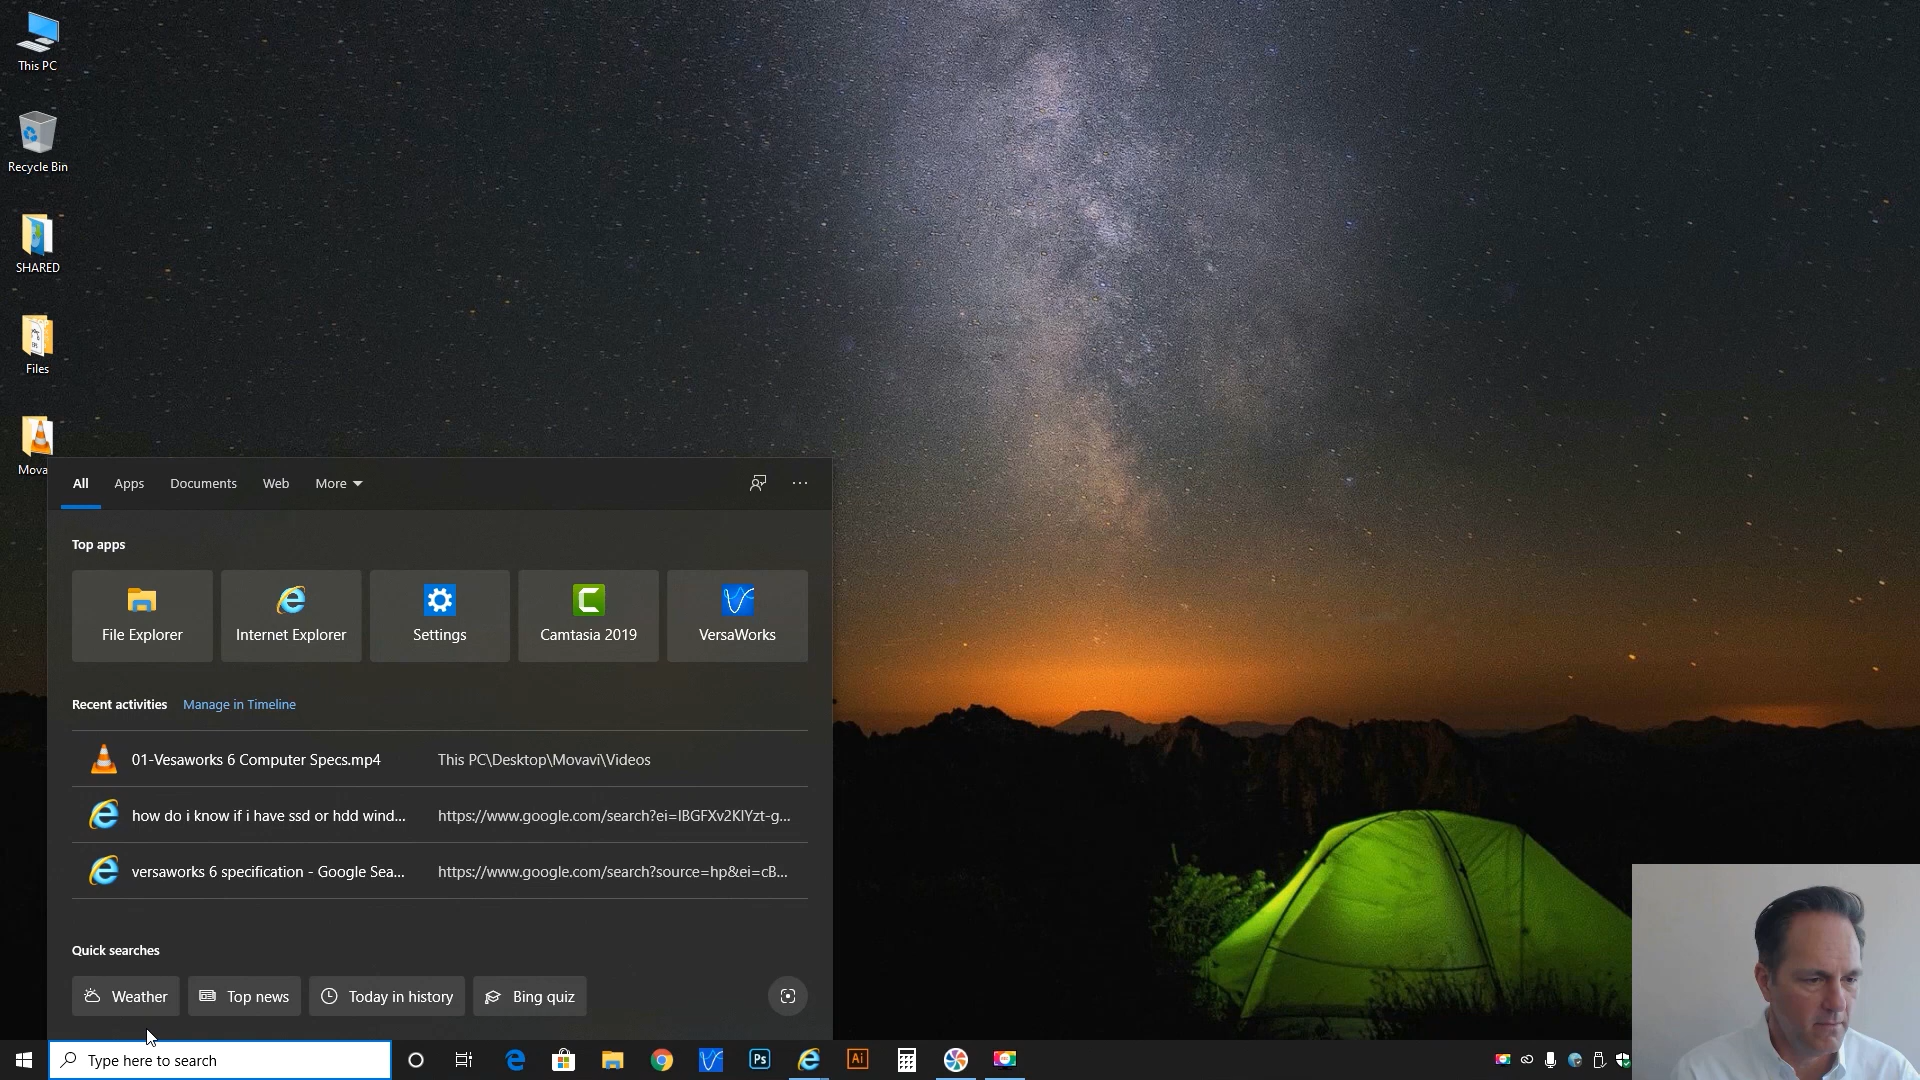 This PC
Recycle Bin
SHARED
Files
Mova
All Apps Documents Web More
Top apps
File Explorer Internet Explorer Settings Camtasia 2019 VersaWorks
Recent activities Manage in Timeline
01-Vesaworks 6 Computer Specs.mp4 This PC\Desktop\Movavi\Videos
how do i know if i have ssd or hdd wind... https://www.google.com/search?ei=IBGFXv2KIYzt-g...
versaworks 6 specification - Google Sea... https://www.google.com/search?source=hp&ei=cB...
Quick searches
Weather Top news Today in history Bing quiz
Type here to search
Ps
Ai